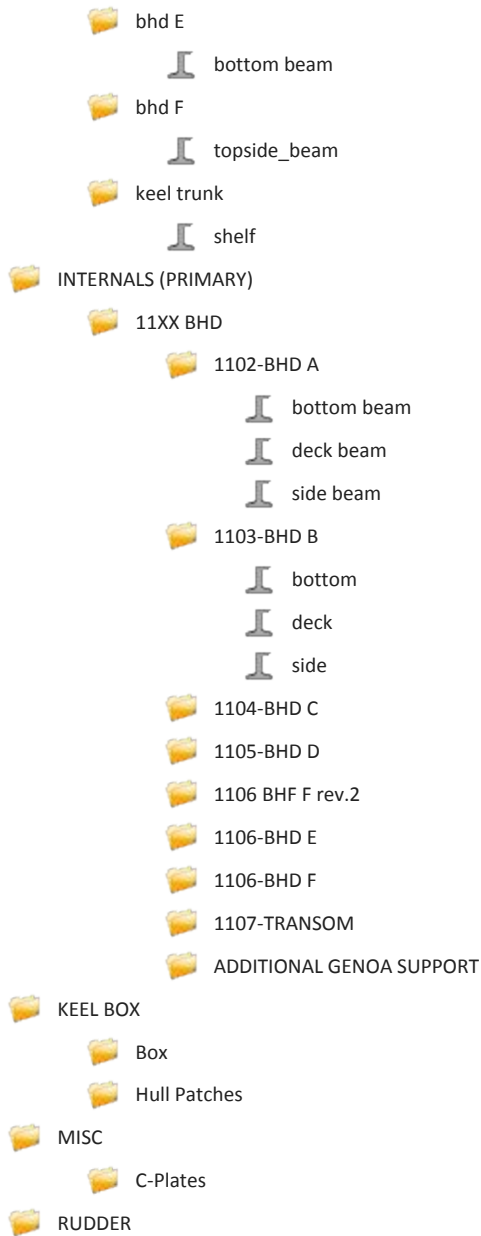 bhd E
bottom beam
bhd F
topside_beam
keel trunk
shelf
INTERNALS (PRIMARY)
11XX BHD
1102-BHD A
bottom beam
deck beam
side beam
1103-BHD B
bottom
deck
side
1104-BHD C
1105-BHD D
1106 BHF F rev.2
1106-BHD E
1106-BHD F
1107-TRANSOM
ADDITIONAL GENOA SUPPORT
KEEL BOX
Box
Hull Patches
MISC
C-Plates
RUDDER